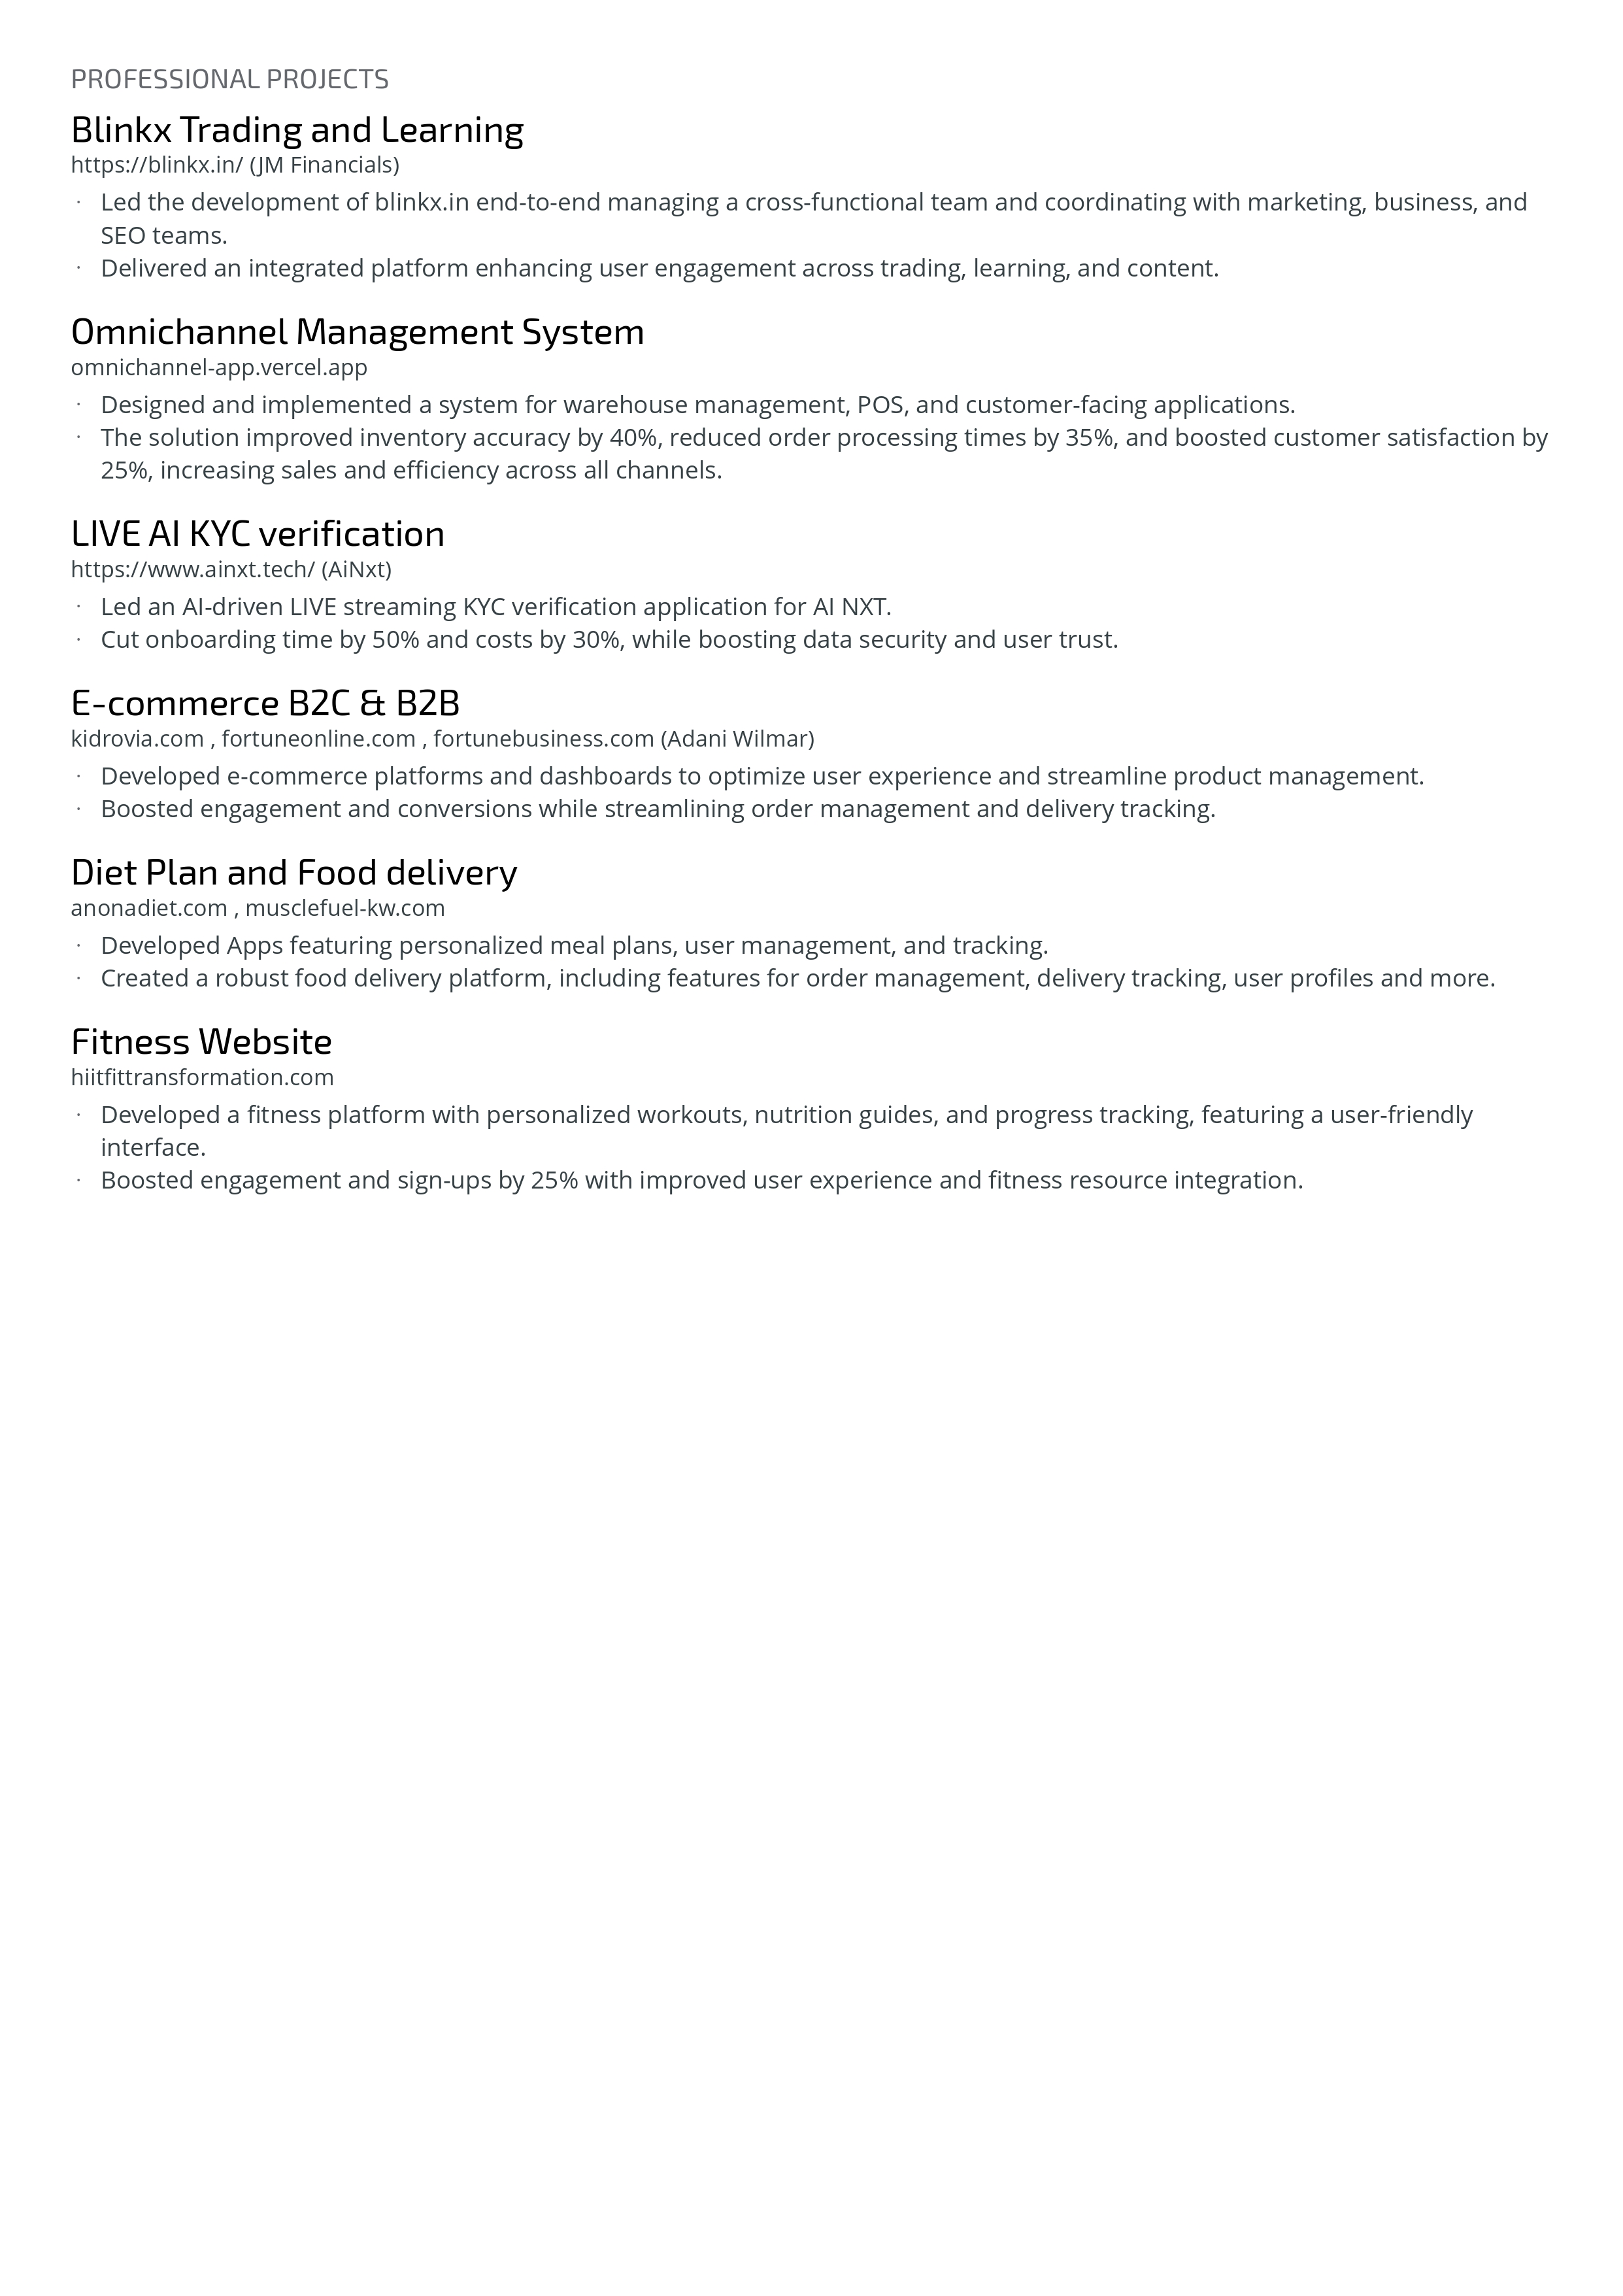 PROFESSIONAL PROJECTS
Blinkx Trading and Learning
https://blinkx.in/ (JM Financials)
· Led the development of blinkx.in end-to-end managing a cross-functional team and coordinating with marketing, business, and
SEO teams.
· Delivered an integrated platform enhancing user engagement across trading, learning, and content.
Omnichannel Management System
omnichannel-app.vercel.app
· Designed and implemented a system for warehouse management, POS, and customer-facing applications.
· The solution improved inventory accuracy by 40%, reduced order processing times by 35%, and boosted customer satisfaction by
25%, increasing sales and efficiency across all channels.
LIVE AI KYC verification
https://www.ainxt.tech/ (AiNxt)
· Led an AI-driven LIVE streaming KYC verification application for AI NXT.
· Cut onboarding time by 50% and costs by 30%, while boosting data security and user trust.
E-commerce B2C & B2B
kidrovia.com , fortuneonline.com , fortunebusiness.com (Adani Wilmar)
· Developed e-commerce platforms and dashboards to optimize user experience and streamline product management.
· Boosted engagement and conversions while streamlining order management and delivery tracking.
Diet Plan and Food delivery
anonadiet.com , musclefuel-kw.com
· Developed Apps featuring personalized meal plans, user management, and tracking.
· Created a robust food delivery platform, including features for order management, delivery tracking, user profiles and more.
Fitness Website
hiitfittransformation.com
· Developed a fitness platform with personalized workouts, nutrition guides, and progress tracking, featuring a user-friendly
interface.
· Boosted engagement and sign-ups by 25% with improved user experience and fitness resource integration.